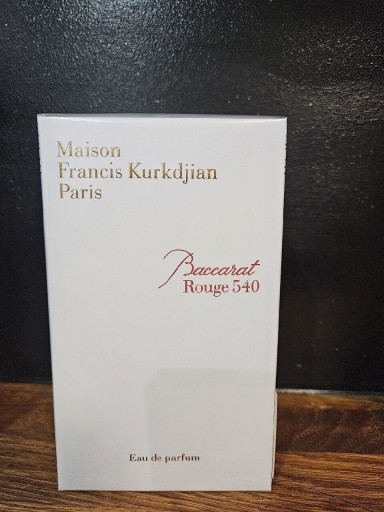 Maison
Francis Kurkdjian
Paris
Baccarat
Rouge 540
Eau de parfum